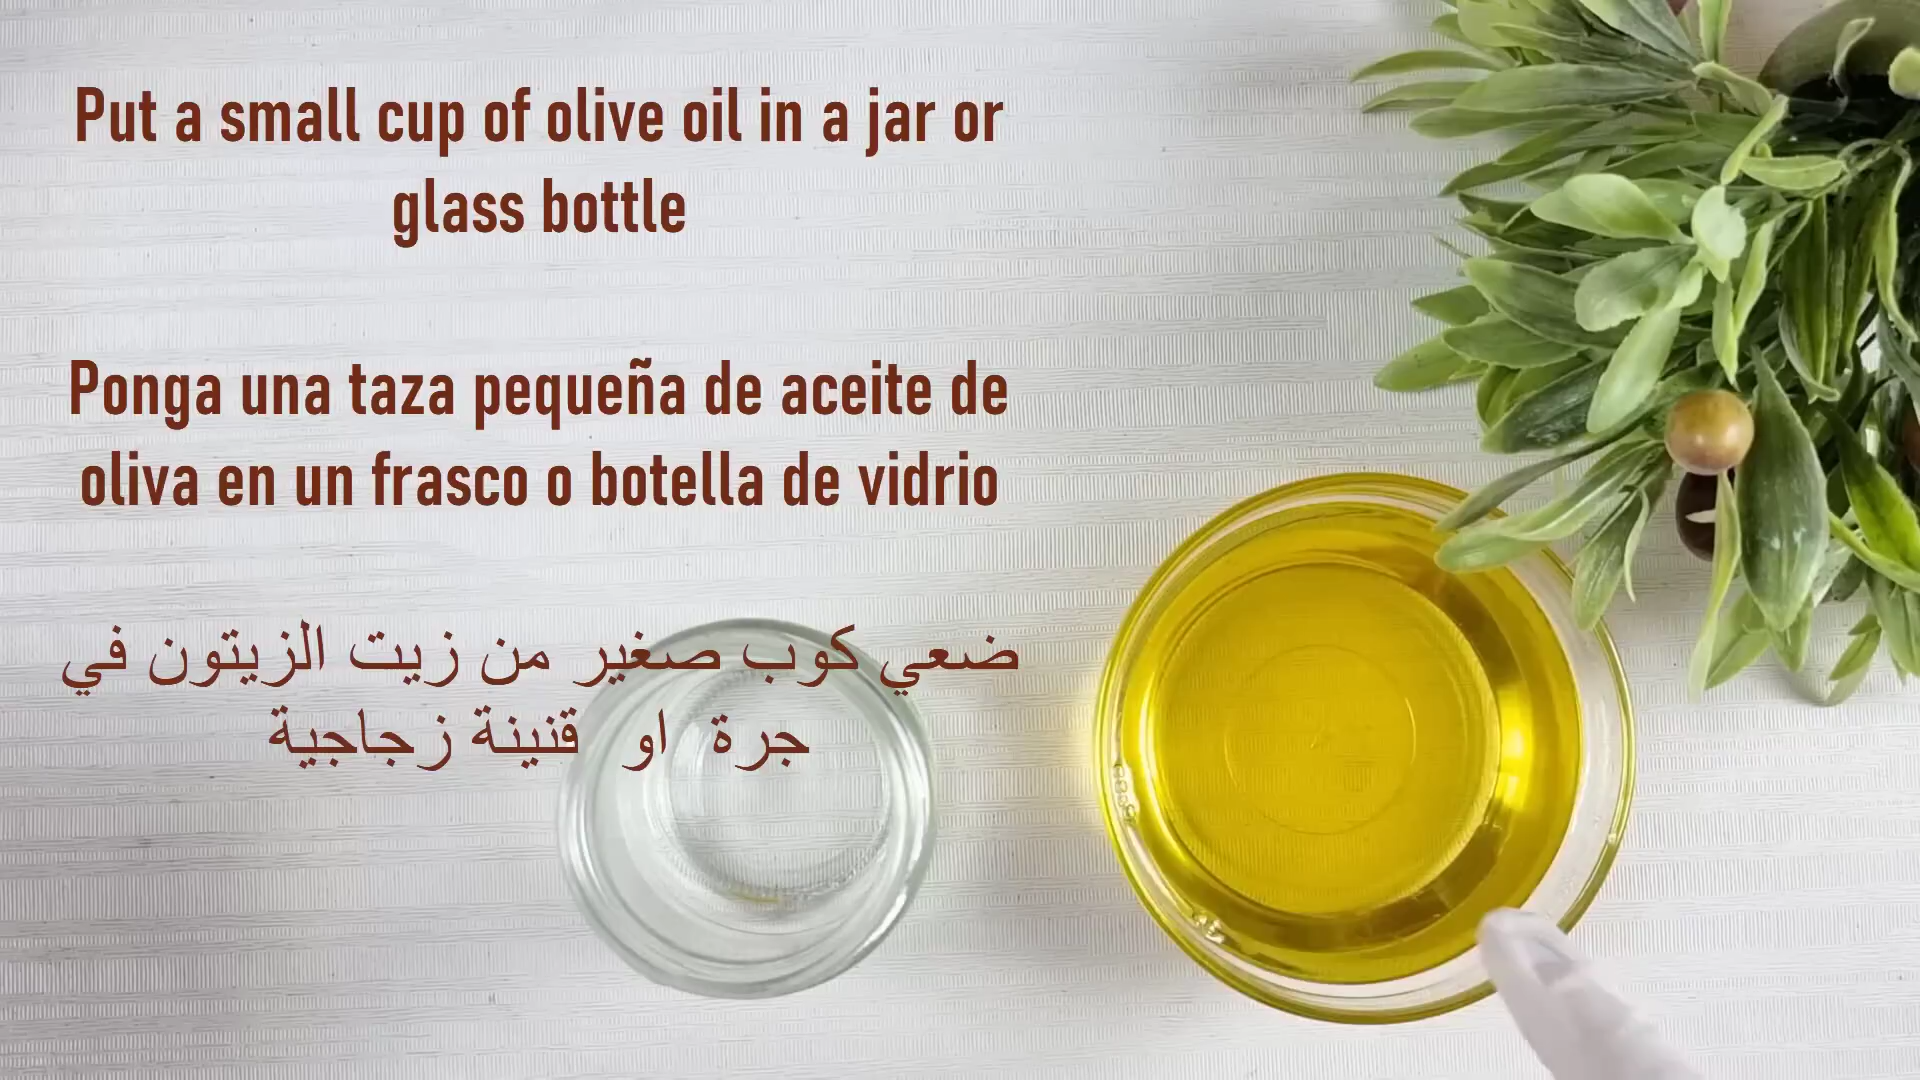 Put a small cup of olive oil in a jar or
glass bottle
Ponga una taza pequeña de aceite de
oliva en un frasco o botella de vidrio
ضعي كوب صغير من زيت الزيتون في
جرة او قنينة زجاجية